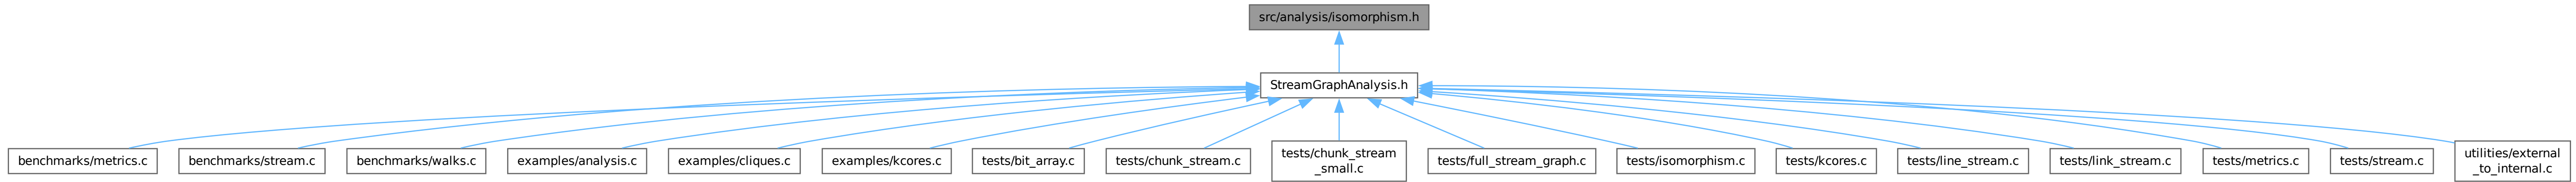 src/analysis/isomorphism.h
StreamGraphAnalysis.h
benchmarks/metrics.c
benchmarks/stream.c
benchmarks/walks.c
examples/analysis.c
examples/cliques.c
examples/kcores.c
tests/bit_array.c
tests/chunk_stream.c
tests/chunk_stream
_small.c
tests/full_stream_graph.c
tests/isomorphism.c
tests/kcores.c
tests/line_stream.c
tests/link_stream.c
tests/metrics.c
tests/stream.c
utilities/external
_to_internal.c